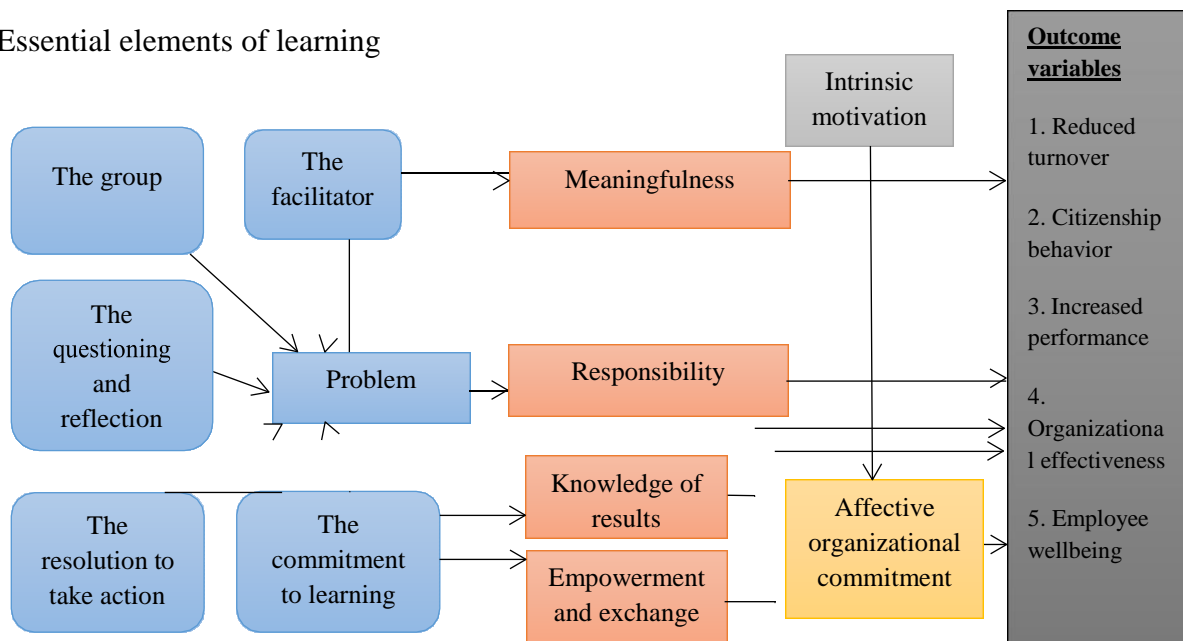 Essential elements of learning
The group
The
facilitator
Meaningfulness
Intrinsic
motivation
The
questioning
and
reflection
Problem
Responsibility
The
resolution to
take action
The
commitment
to learning
Knowledge of
results
Empowerment
and exchange
Affective
organizational
commitment
Outcome
variables
1. Reduced
turnover
2. Citizenship
behavior
3. Increased
performance
4.
Organizationa
l effectiveness
5. Employee
wellbeing